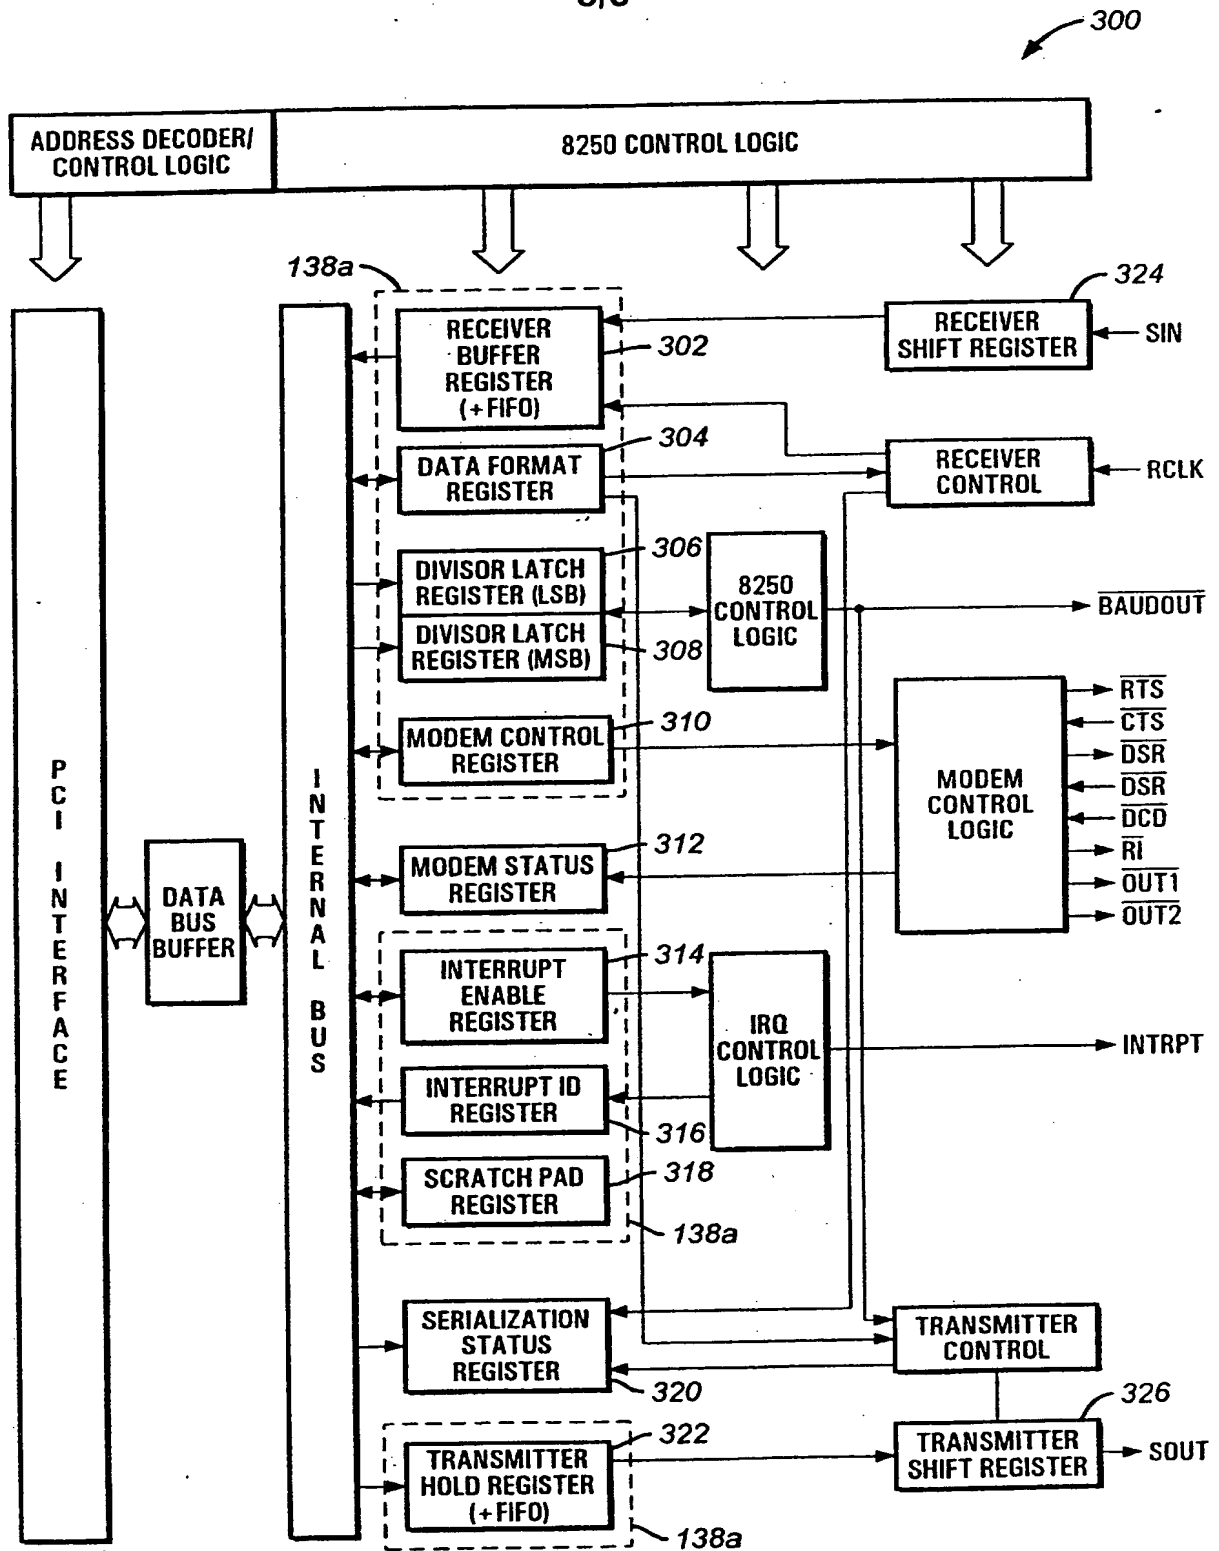 300
ADDRESS DECODER/
CONTROL LOGIC
8250 CONTROL LOGIC
138a
324
RECEIVER
BUFFER
REGISTER
(+FIFO)
302
RECEIVER
SHIFT REGISTER
SIN
304
DATA FORMAT
REGISTER
RECEIVER
CONTROL
RCLK
306
DIVISOR LATCH
REGISTER (LSB)
DIVISOR LATCH
REGISTER (MSB)
308
8250
CONTROL
LOGIC
BAUDOUT
310
MODEM CONTROL
REGISTER
MODEM
CONTROL
LOGIC
RTS
CTS
DSR
DSR
DCD
RI
OUT1
OUT2
PCI INTERFACE
DATA
BUS
BUFFER
INTERNAL BUS
312
MODEM STATUS
REGISTER
314
INTERRUPT
ENABLE
REGISTER
IRQ
CONTROL
LOGIC
INTRPT
INTERRUPT ID
REGISTER
316
SCRATCH PAD
REGISTER
318
138a
SERIALIZATION
STATUS
REGISTER
320
TRANSMITTER
CONTROL
326
322
TRANSMITTER
HOLD REGISTER
(+FIFO)
TRANSMITTER
SHIFT REGISTER
SOUT
138a